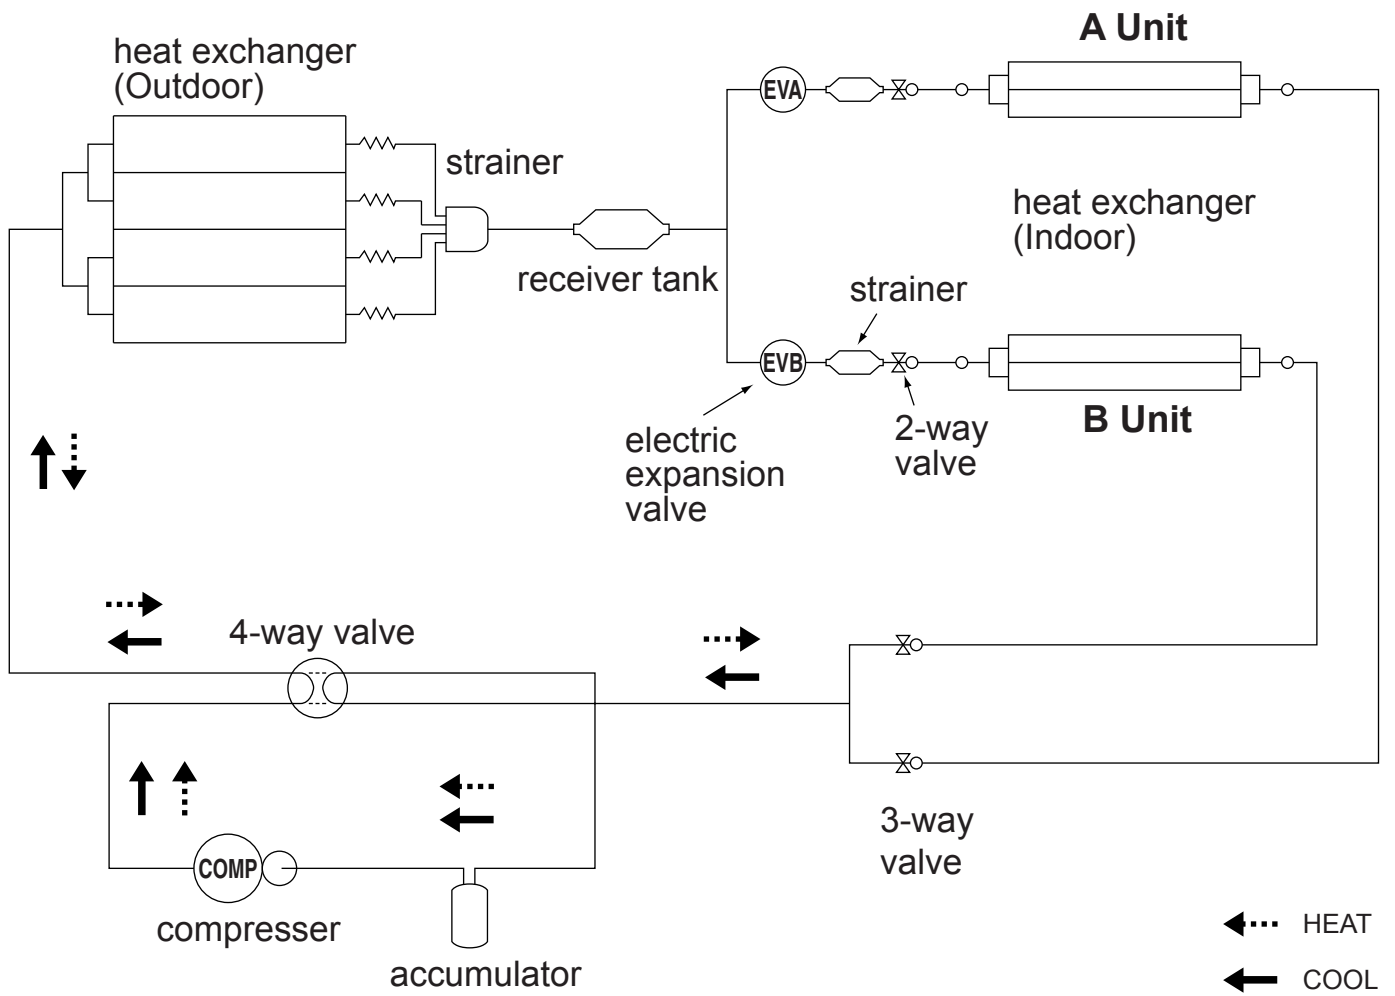 A Unit
heat exchanger
(Outdoor)
EVA
strainer
heat exchanger
(Indoor)
receiver tank
strainer
EVB
B Unit
2-way
valve
electric
expansion
valve
4-way valve
3-way
valve
COMP
compresser
accumulator
HEAT
COOL